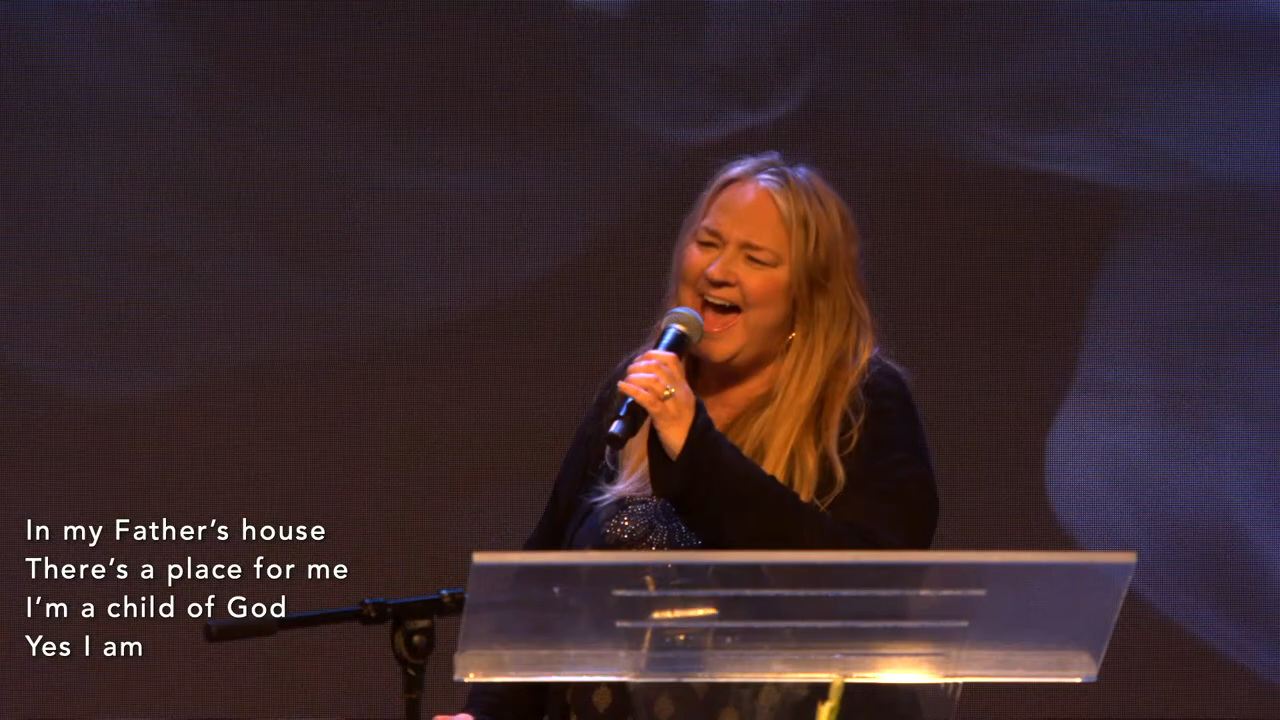 In my Father’s house
There’s a place for me
I’m a child of God
Yes I am